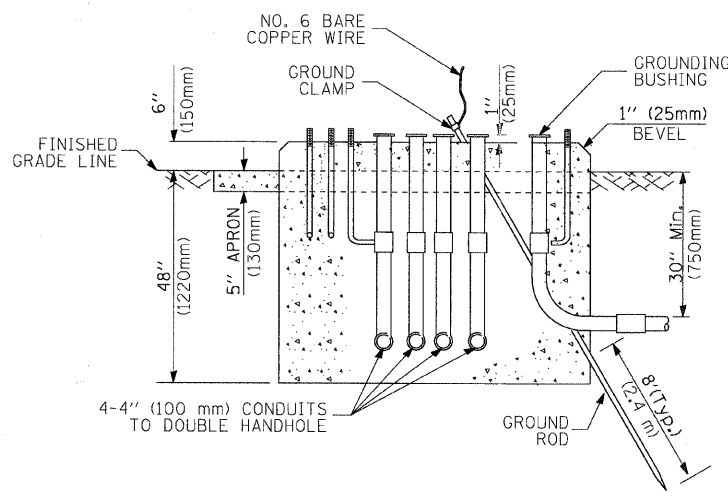 NO. 6 BARE
COPPER WIRE
GROUND
CLAMP
6"
(150mm)
1"
(25mm)
GROUNDING
BUSHING
1" (25mm)
BEVEL
FINISHED
GRADE LINE
48"
(1220mm)
5" APRON
(130mm)
30" Min.
(750mm)
4-4" (100 mm) CONDUITS
TO DOUBLE HANDHOLE
GROUND
ROD
8'(Typ.)
(2.4 m)